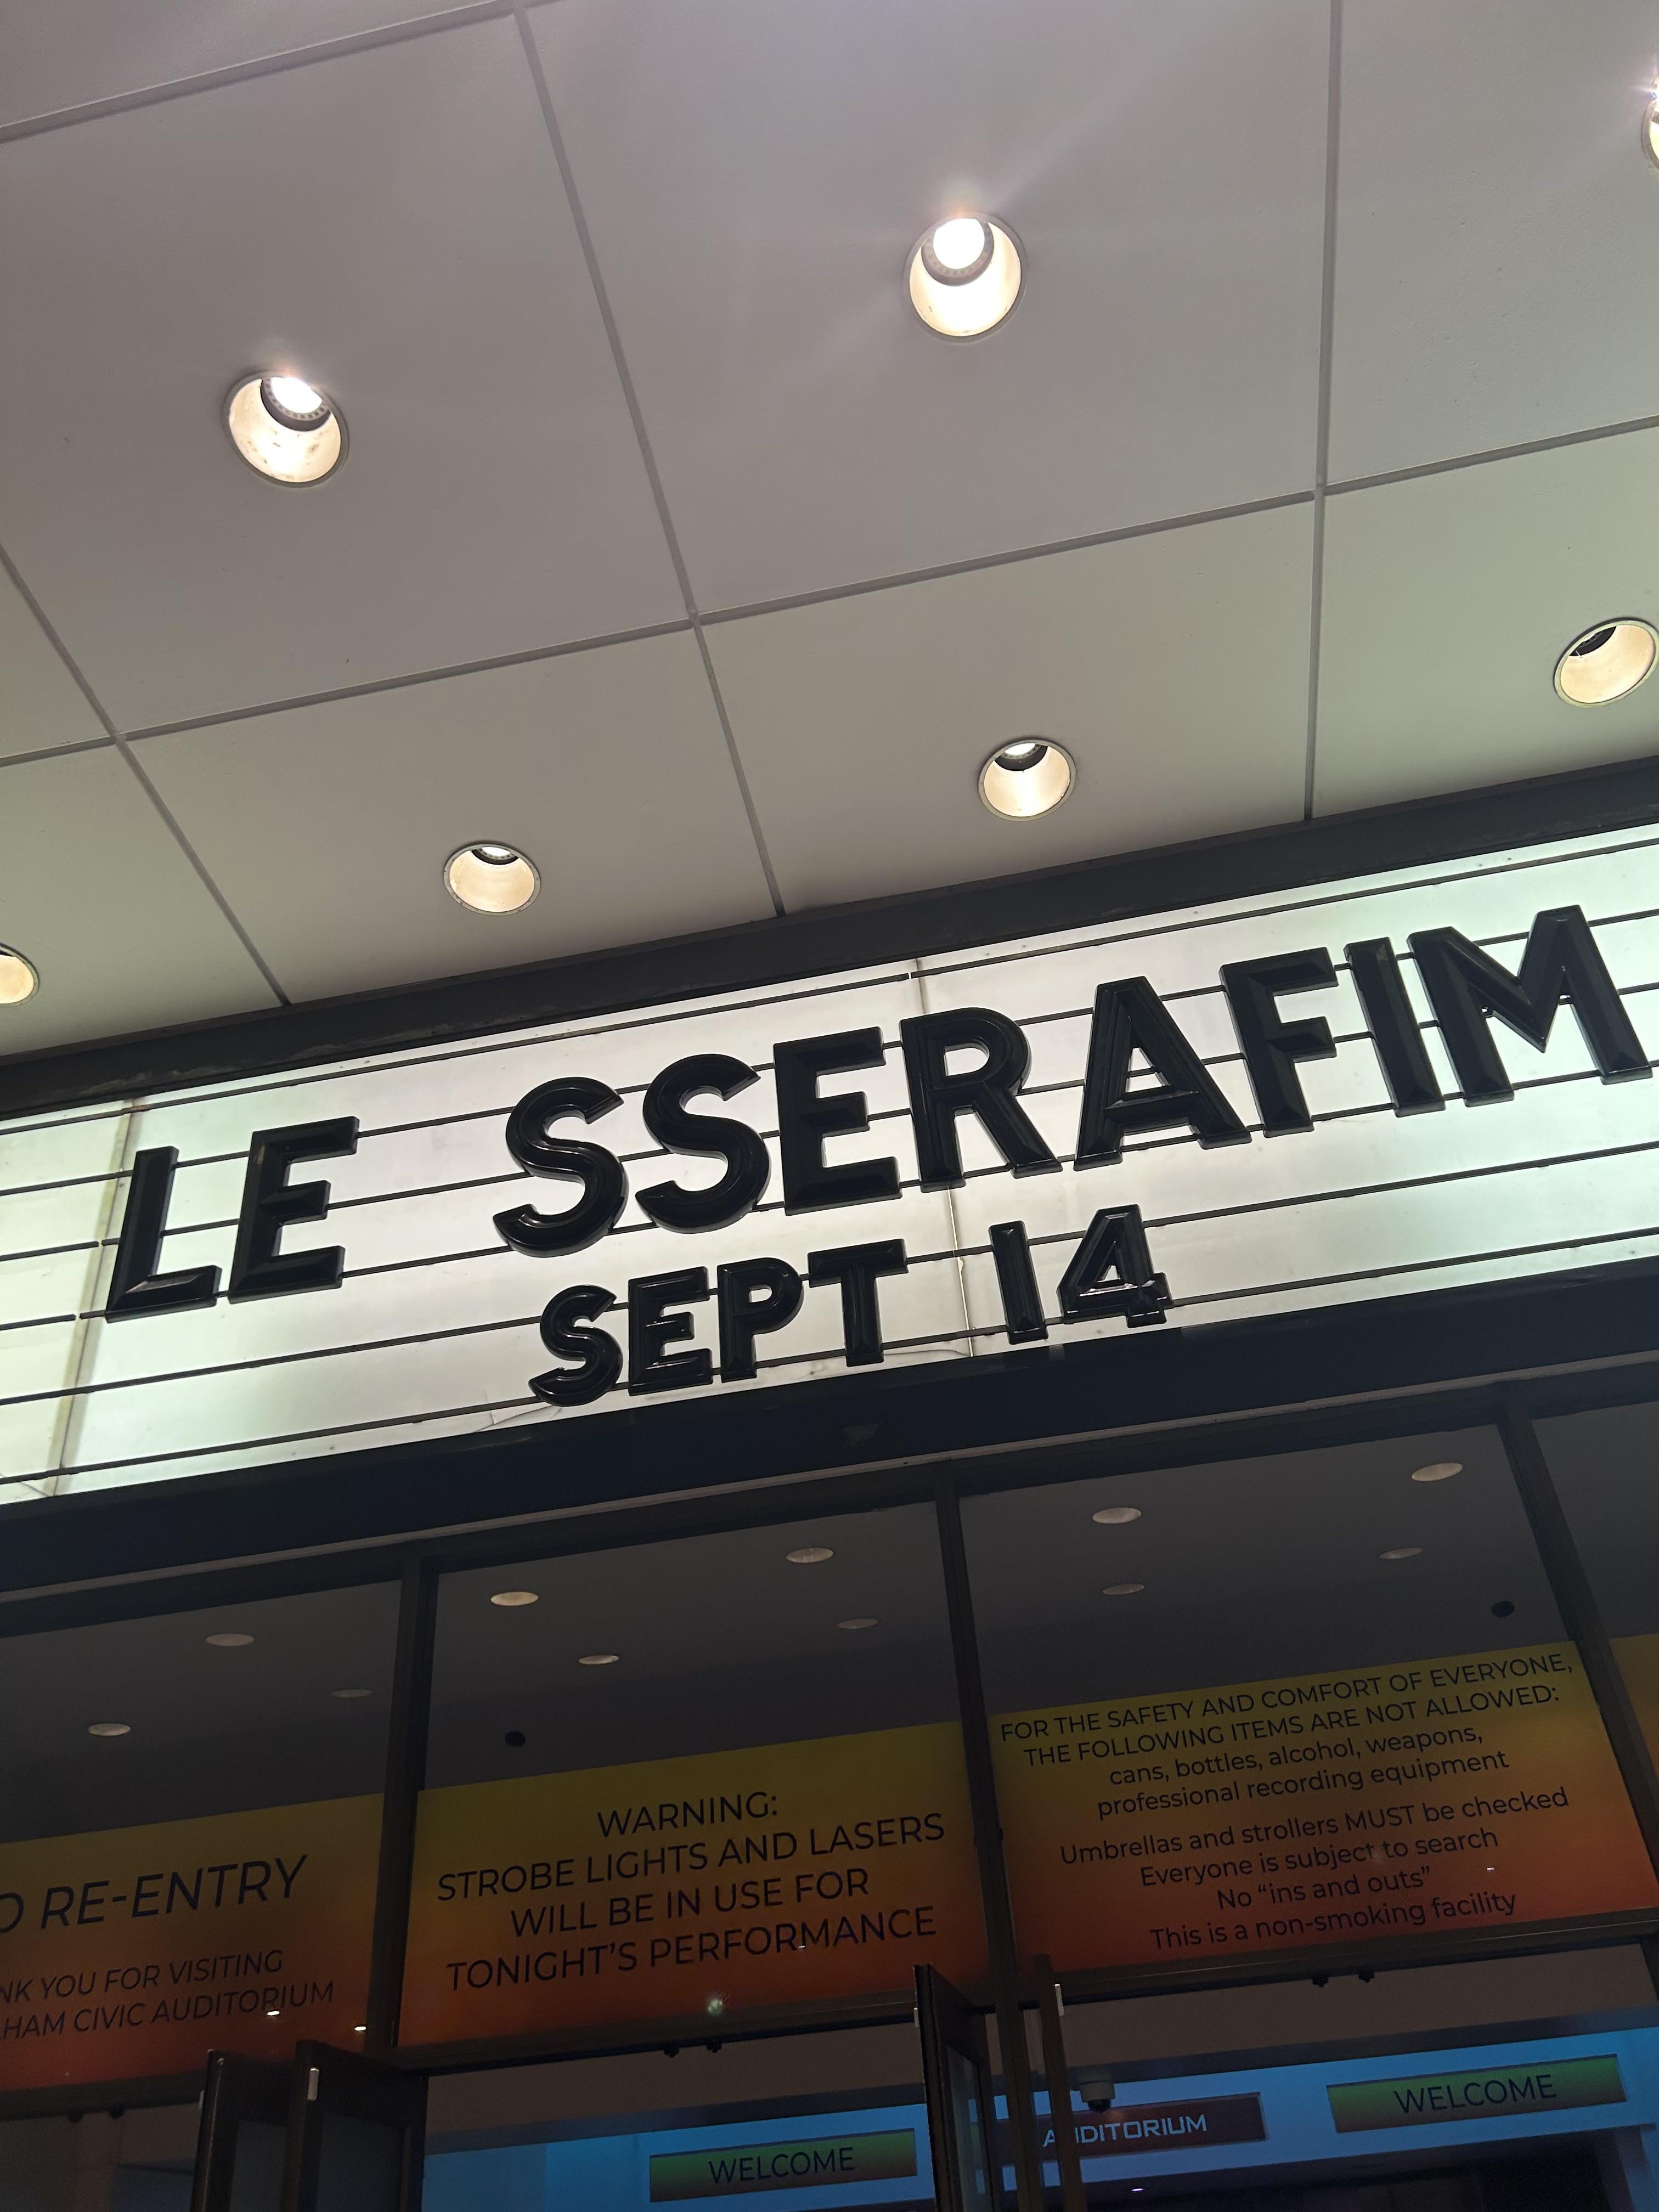 LE SSERAFIM
SEPT 14
RE-ENTRY
YOU FOR VISITING
CIVIC AUDITORIUM
WARNING:
STROBE LIGHTS AND LASERS
WILL BE IN USE FOR
TONIGHT'S PERFORMANCE
FOR THE SAFETY AND COMFORT OF EVERYONE,
THE FOLLOWING ITEMS ARE NOT ALLOWED:
cans, bottles, alcohol, weapons,
professional recording equipment
Umbrellas and strollers MUST be checked
Everyone is subject to search
No “ins and outs”
This is a non-smoking facility
WELCOME
AUDITORIUM
WELCOME